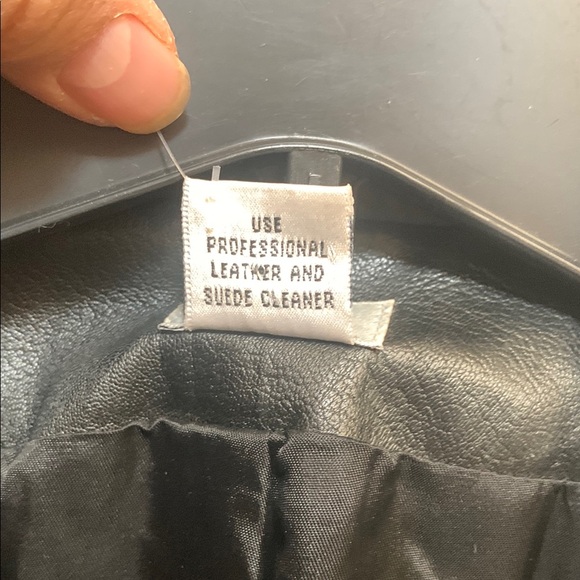 USE
PROFESSIONAL
LEATHER AND
SUEDE CLEANER